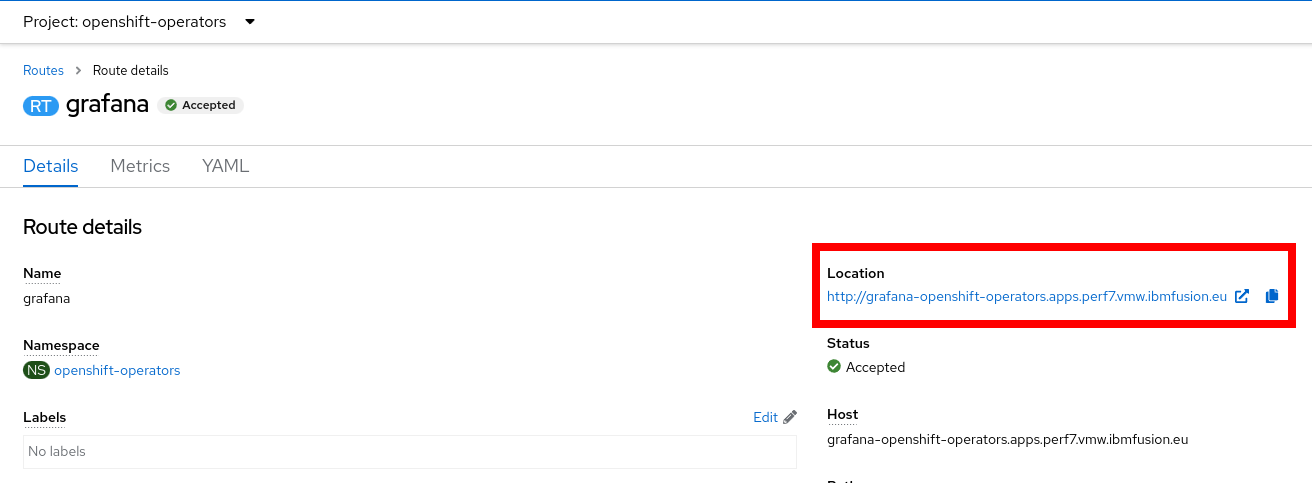 Project: openshift-operators
Routes > Route details
RT grafana Accepted
Details Metrics YAML
Route details
Name
grafana
Namespace
NS openshift-operators
Labels
Edit
No labels
Location
http://grafana-openshift-operators.apps.perf7.vmw.ibmfusion.eu
Status
Accepted
Host
grafana-openshift-operators.apps.perf7.vmw.ibmfusion.eu